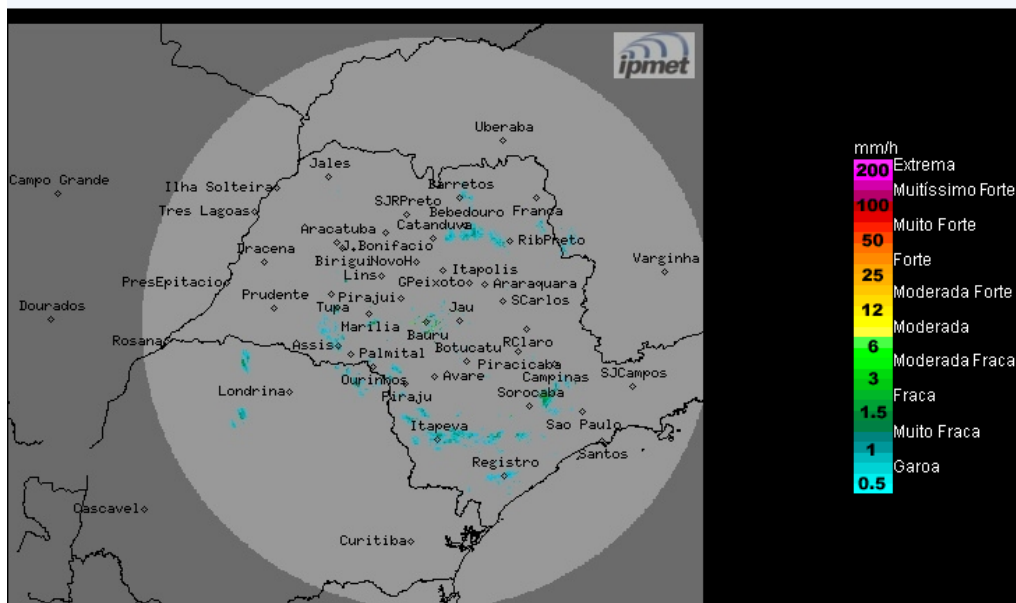 ipmet
Uberaba
Jales
Campo Grande
Ilha Solteira
Barretos
SJRPreto
Tres Lagoas
Bebedouro
Franca
Aracatuba
Catanduva
RibPreto
J.Bonifacio
Dracena
Birigui
NovoH
Varginha
Lins
Itapolis
PresEpitacio
GPeixoto
Araraquara
Prudente
Pirajui
SCarlos
Dourados
Tupa
Jau
Marilia
Bauru
Rosana
Assis
Botucatu
RClaro
Palmital
Piracicaba
SJCampos
Ourinhos
Avare
Campinas
Londrina
Piraju
Sorocaba
Itapeva
Sao Paulo
Santos
Registro
Cascavel
Curitiba
mm/h
200 Extrema
Muitíssimo Forte
100
Muito Forte
50
Forte
25
Moderada Forte
12
Moderada
6
Moderada Fraca
3
Fraca
1.5
Muito Fraca
1
Garoa
0.5